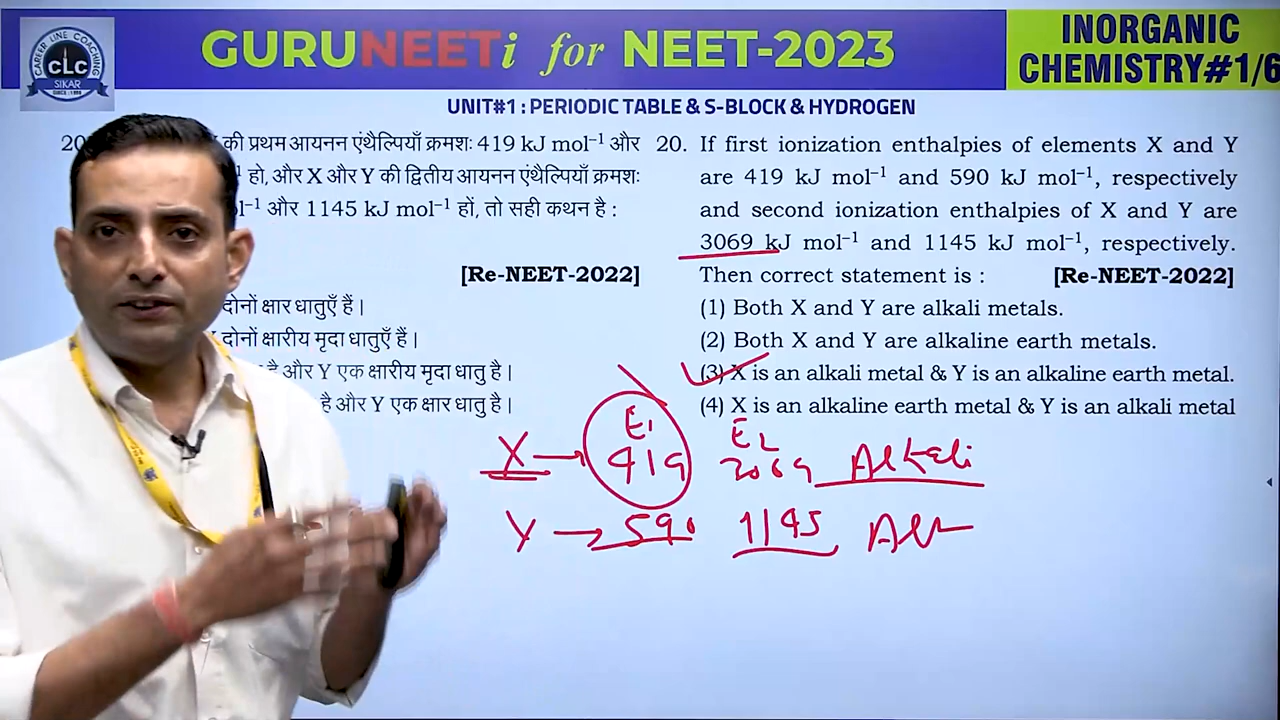 CAREER LINE COACHING
CLC
SIKAR
SINCE : 1996
GURUNEETi for NEET-2023
INORGANIC
CHEMISTRY#1/6
UNIT#1 : PERIODIC TABLE & S-BLOCK & HYDROGEN
20
की प्रथम आयनन एंथैल्पियाँ क्रमशः 419 kJ mol⁻¹ और
हो, और X और Y की द्वितीय आयनन एंथैल्पियाँ क्रमशः
और 1145 kJ mol⁻¹ हों, तो सही कथन है :
[Re-NEET-2022]
दोनों क्षार धातुएँ हैं।
दोनों क्षारीय मृदा धातुएँ हैं।
है और Y एक क्षारीय मृदा धातु है।
है और Y एक क्षार धातु है।
20. If first ionization enthalpies of elements X and Y
are 419 kJ mol⁻¹ and 590 kJ mol⁻¹, respectively
and second ionization enthalpies of X and Y are
3069 kJ mol⁻¹ and 1145 kJ mol⁻¹, respectively.
Then correct statement is : [Re-NEET-2022]
(1) Both X and Y are alkali metals.
(2) Both X and Y are alkaline earth metals.
(3) X is an alkali metal & Y is an alkaline earth metal.
(4) X is an alkaline earth metal & Y is an alkali metal
E₁ E₂
X → 419 3069 Alkali
Y → 590 1145